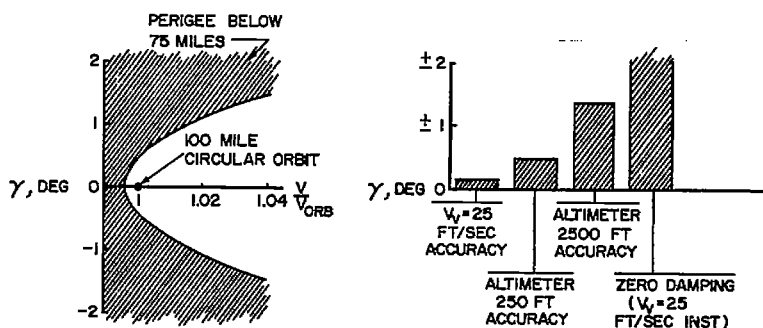 PERIGEE BELOW
75 MILES
2
1
γ, DEG
0
-1
-2
100 MILE
CIRCULAR ORBIT
1
1.02
1.04
V
V_ORB
± 2
± 1
γ, DEG
0
V_V = 25
FT/SEC
ACCURACY
ALTIMETER
250 FT
ACCURACY
ALTIMETER
2500 FT
ACCURACY
ZERO DAMPING
(V_V = 25
FT/SEC INST)